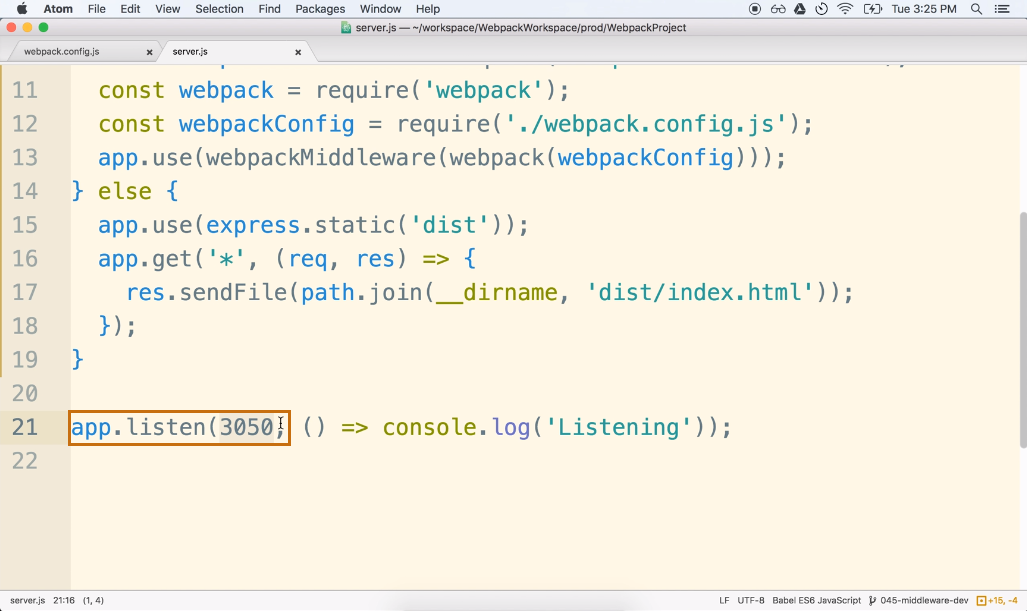 Atom File Edit View Selection Find Packages Window Help Tue 3:25 PM
server.js — ~/workspace/WebpackWorkspace/prod/WebpackProject
webpack.config.js × server.js ×
11 const webpack = require('webpack');
12 const webpackConfig = require('./webpack.config.js');
13 app.use(webpackMiddleware(webpack(webpackConfig)));
14 } else {
15 app.use(express.static('dist'));
16 app.get('*', (req, res) => {
17 res.sendFile(path.join(__dirname, 'dist/index.html'));
18 });
19 }
20
21 app.listen(3050, () => console.log('Listening'));
22
server.js 21:16 (1, 4) LF UTF-8 Babel ES6 JavaScript 045-middleware-dev +15, -4